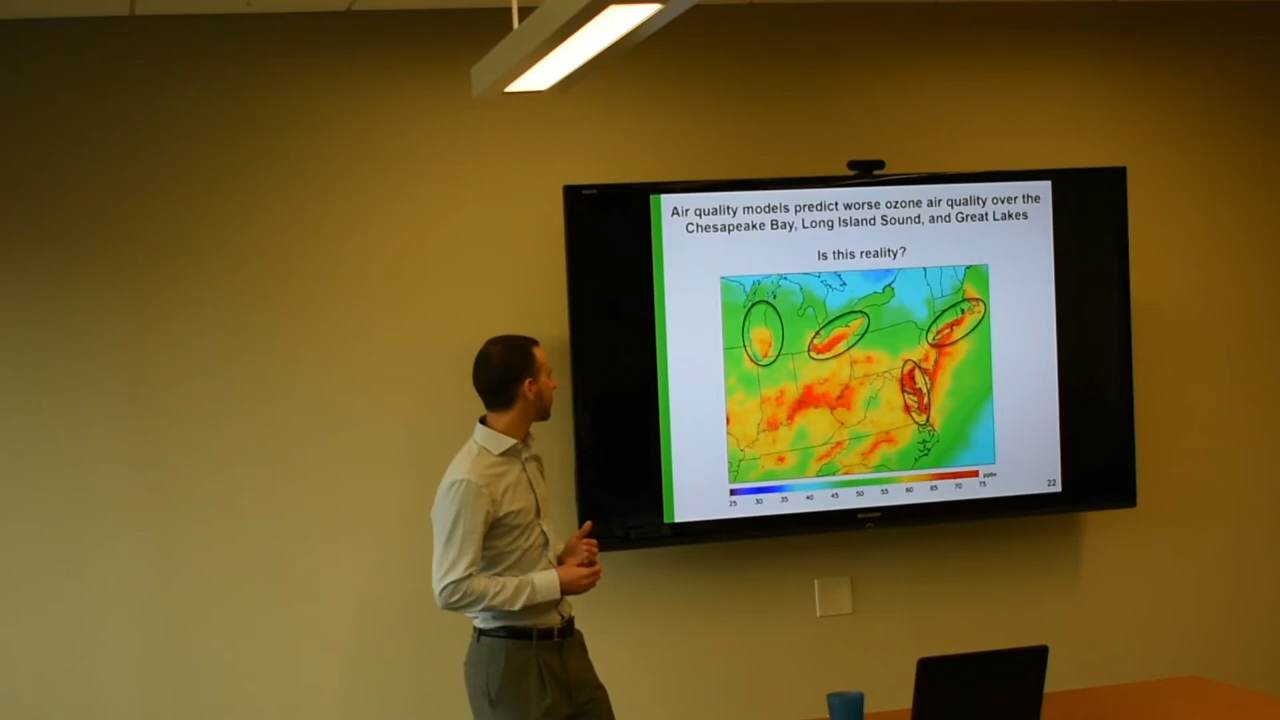 Air quality models predict worse ozone air quality over the
Chesapeake Bay, Long Island Sound, and Great Lakes
Is this reality?
ppbv
25 30 35 40 45 50 55 60 65 70 75
22
SHARP